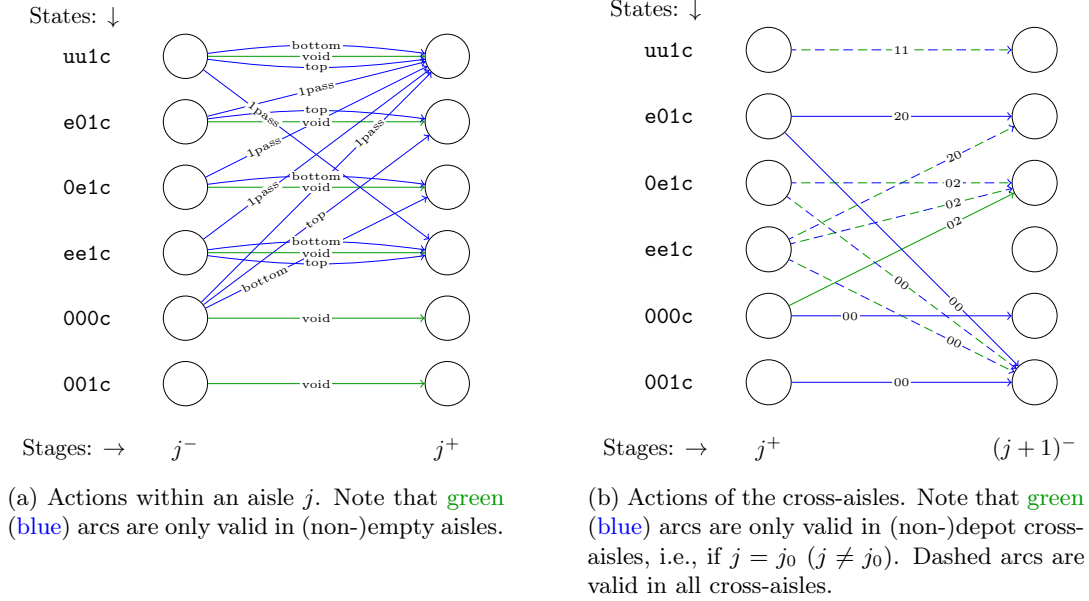 States: ↓
uu1c
e01c
0e1c
ee1c
000c
001c
bottom
void
top
1pass
1pass
top
void
1pass
1pass
bottom
void
1pass
top
bottom
void
top
bottom
void
void
Stages: →
j⁻
j⁺
(a) Actions within an aisle j. Note that green
(blue) arcs are only valid in (non-)empty aisles.
States: ↓
uu1c
e01c
0e1c
ee1c
000c
001c
11
20
20
02
02
02
00
00
00
00
00
Stages: →
j⁺
(j + 1)⁻
(b) Actions of the cross-aisles. Note that green
(blue) arcs are only valid in (non-)depot cross-
aisles, i.e., if j = j₀ (j ≠ j₀). Dashed arcs are
valid in all cross-aisles.